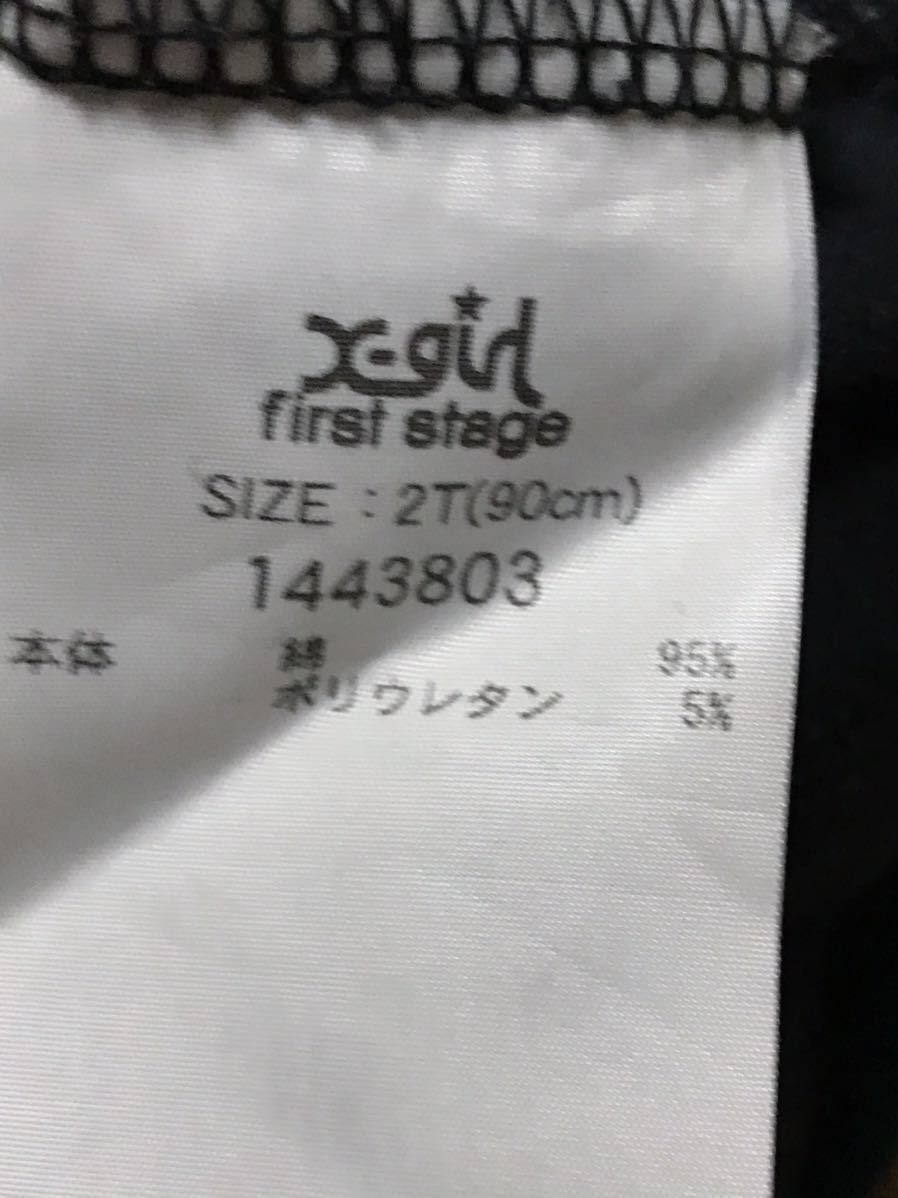 X-girl
first stage
SIZE : 2T(90cm)
1443803
本体 綿 95%
ポリウレタン 5%